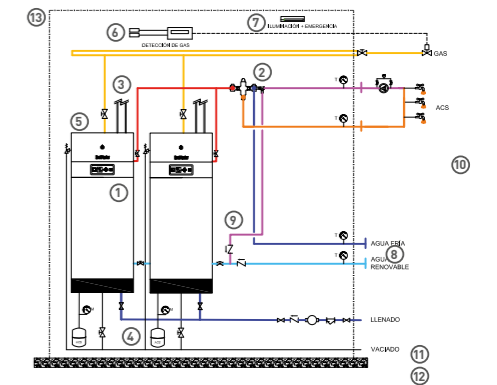 13
6
7
ILUMINACIÓN + EMERGENCIA
DETECCIÓN DE GAS
GAS
3
2
T
5
ACS
T
1
10
9
T
AGUA FRÍA
8
T
AGUA
RENOVABLE
LLENADO
4
VACIADO
11
12